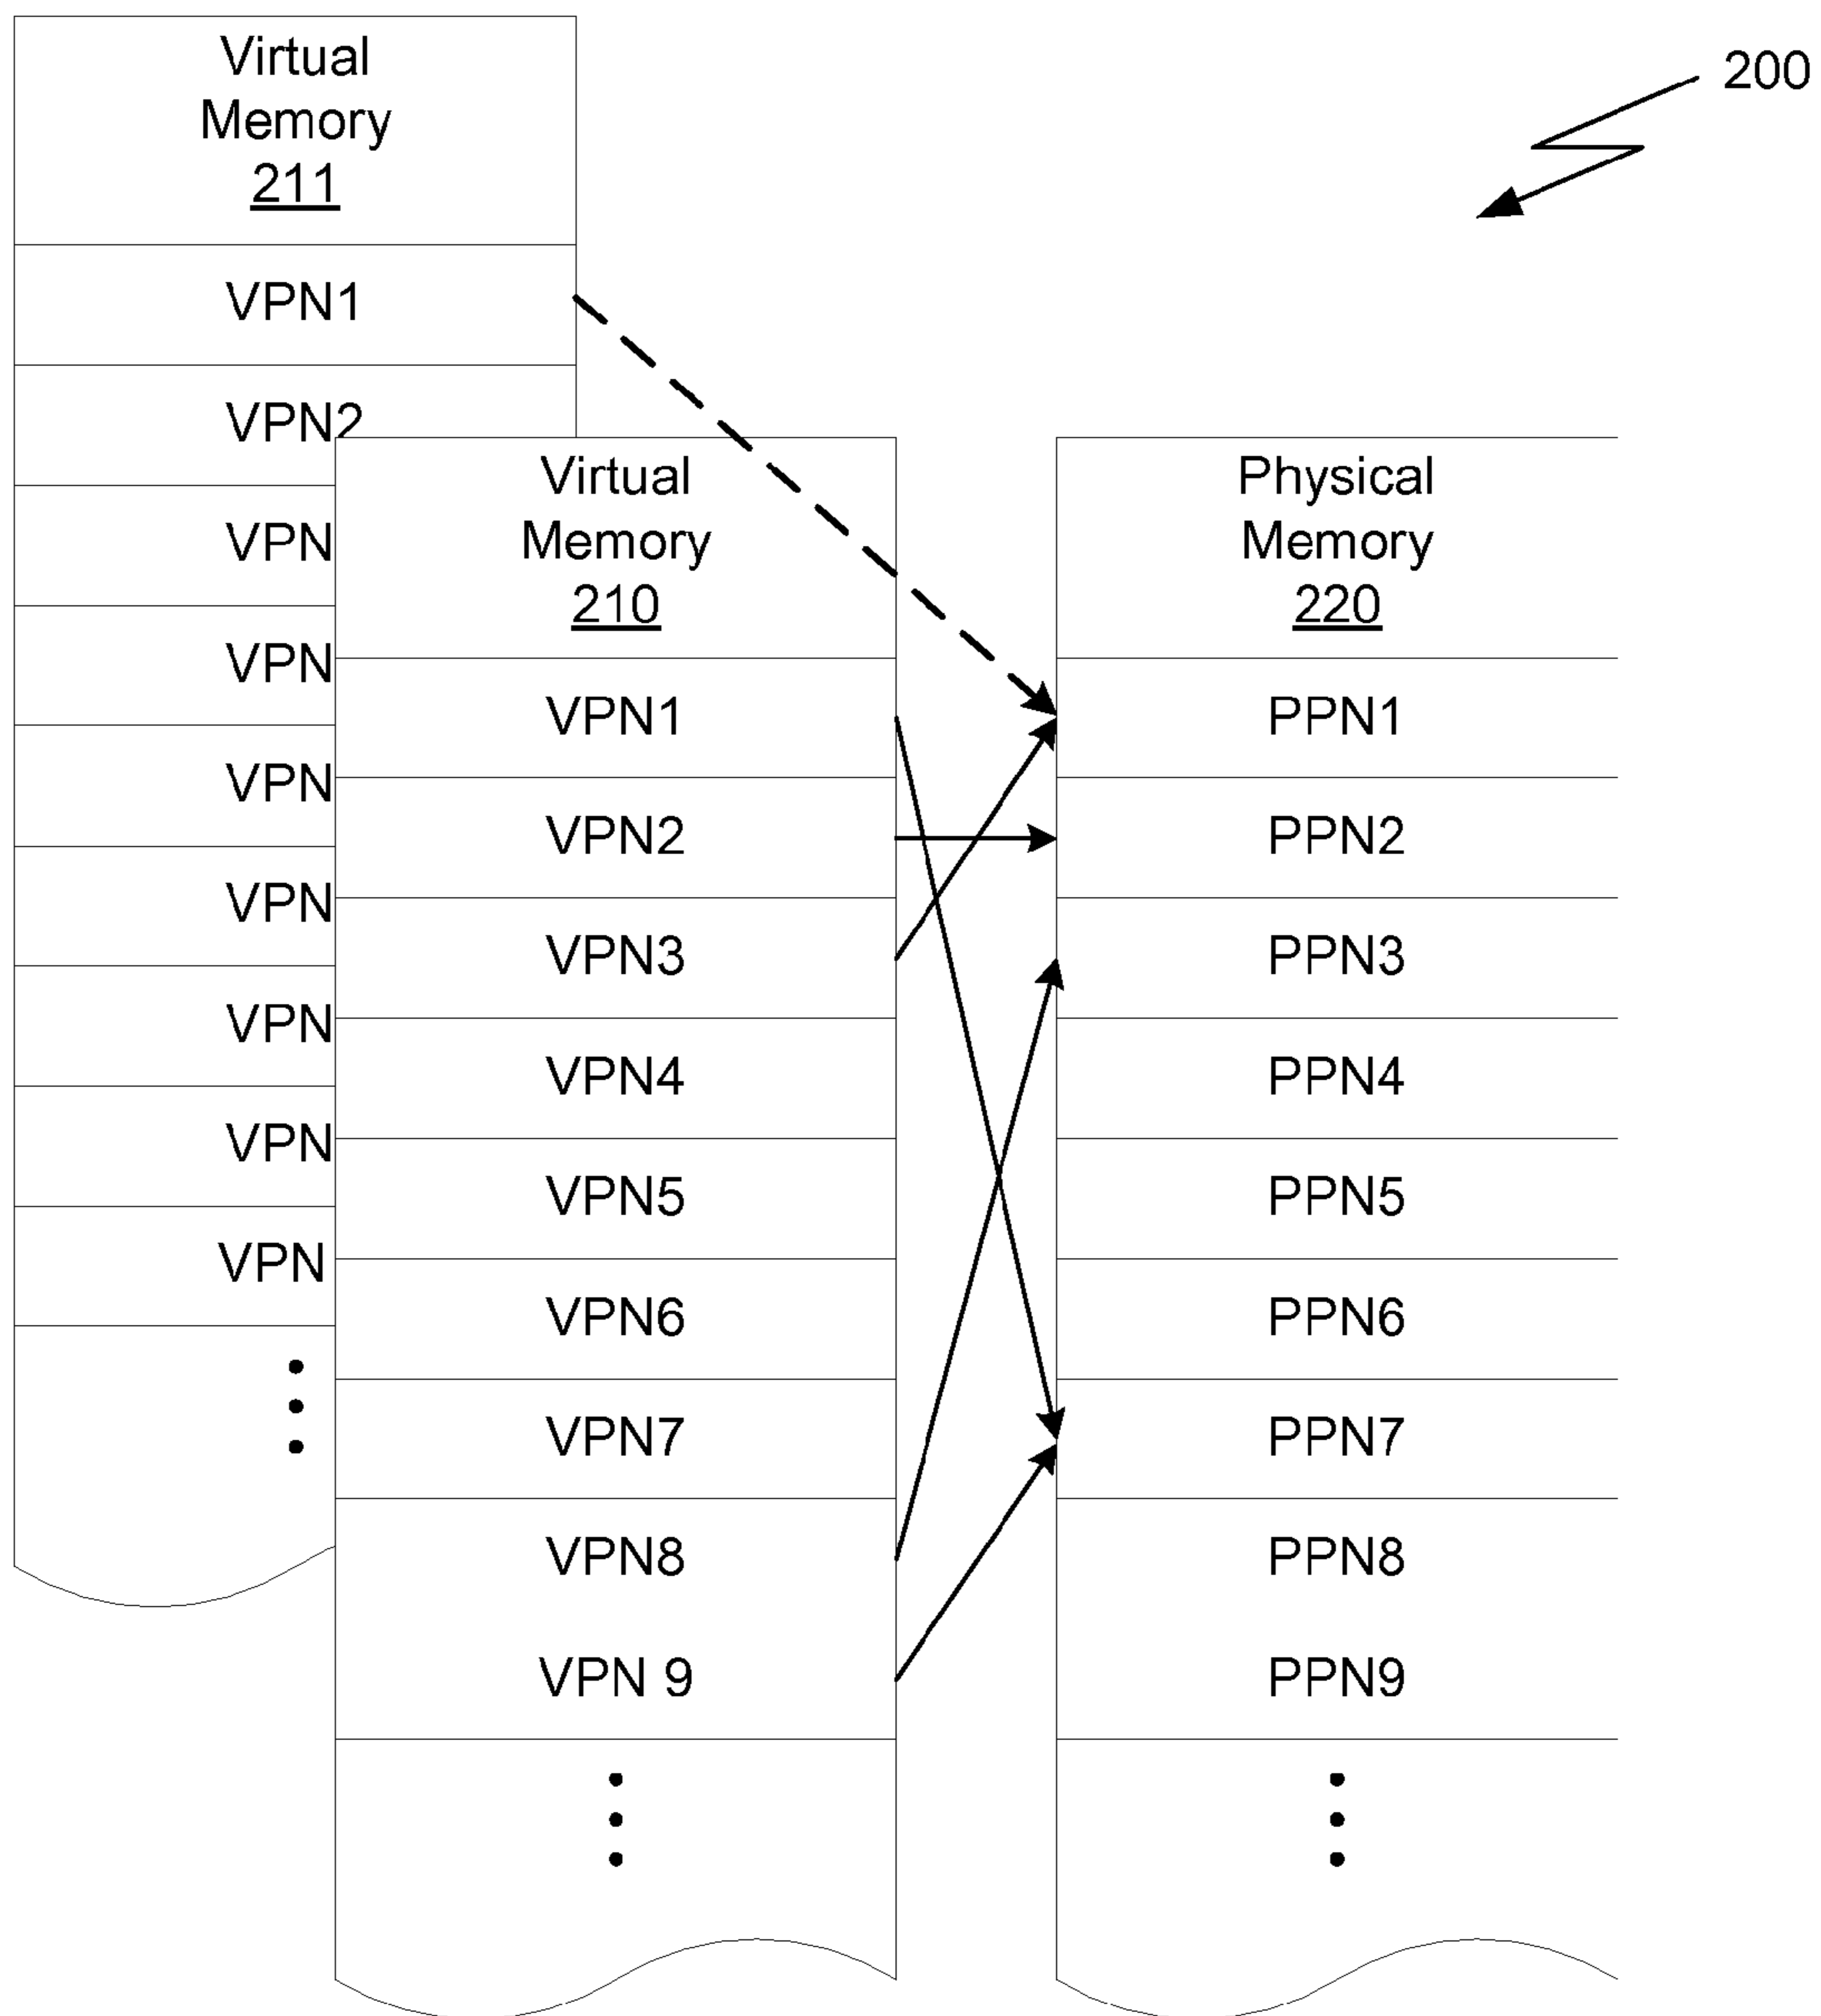 200
Virtual
Memory
211
VPN1
VPN2
VPN
VPN
VPN
VPN
VPN
VPN
VPN
Virtual
Memory
210
VPN1
VPN2
VPN3
VPN4
VPN5
VPN6
VPN7
VPN8
VPN 9
Physical
Memory
220
PPN1
PPN2
PPN3
PPN4
PPN5
PPN6
PPN7
PPN8
PPN9